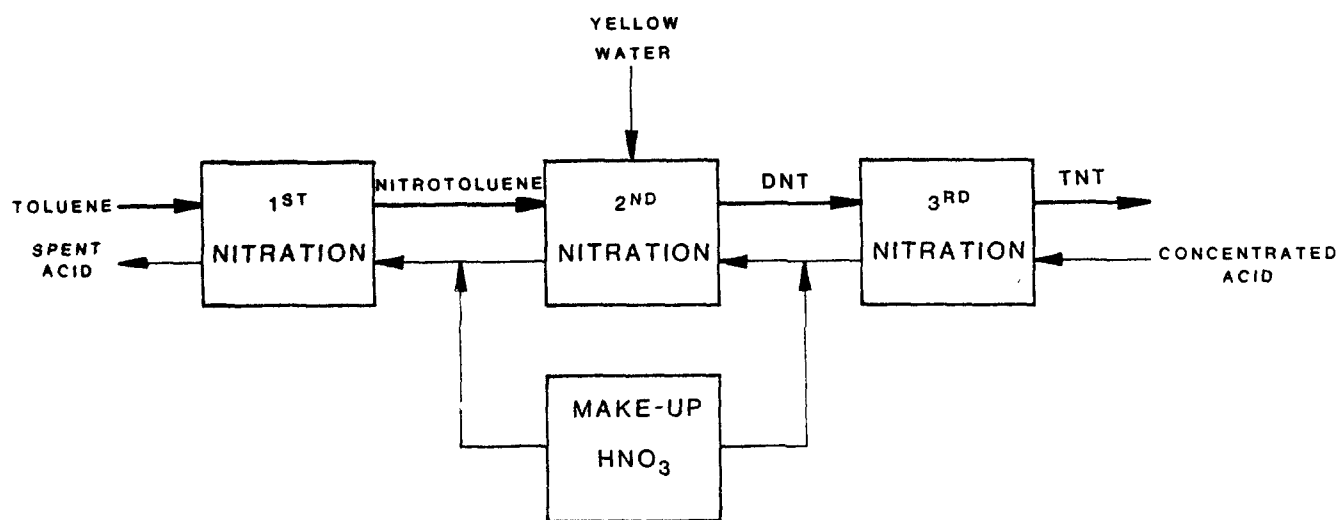 YELLOW
WATER
TOLUENE
SPENT
ACID
1ST
NITRATION
NITROTOLUENE
2ND
NITRATION
DNT
3RD
NITRATION
TNT
CONCENTRATED
ACID
MAKE-UP
HNO3